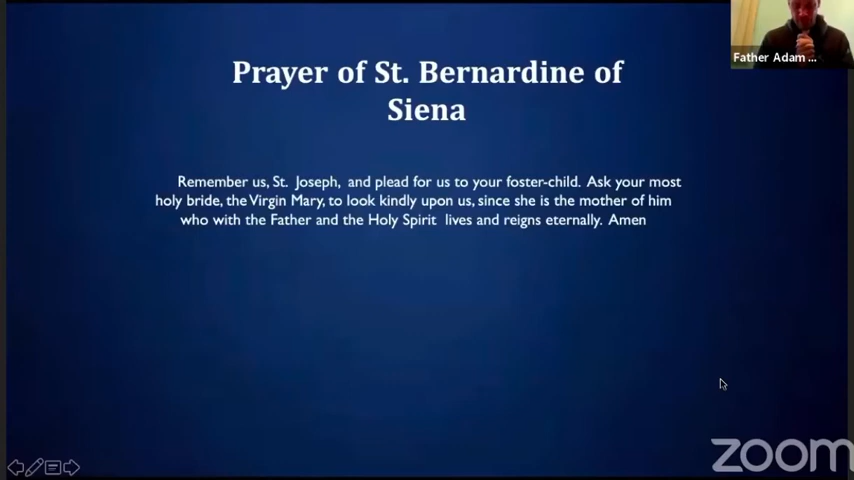 Father Adam ...
Prayer of St. Bernardine of
Siena
Remember us, St. Joseph, and plead for us to your foster-child. Ask your most
holy bride, the Virgin Mary, to look kindly upon us, since she is the mother of him
who with the Father and the Holy Spirit lives and reigns eternally. Amen
zoom